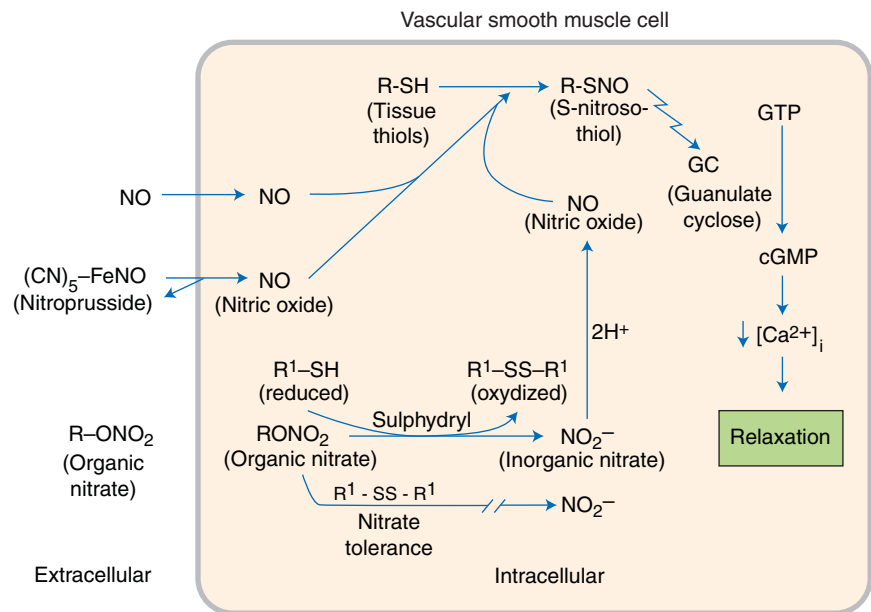 Vascular smooth muscle cell
R-SH
(Tissue
thiols)
R-SNO
(S-nitroso-
thiol)
GTP
GC
(Guanulate
cyclose)
NO
NO
NO
(Nitric oxide)
cGMP
(CN)₅–FeNO
(Nitroprusside)
NO
(Nitric oxide)
2H⁺
[Ca²⁺]ᵢ
R¹–SH
(reduced)
R¹–SS–R¹
(oxydized)
Sulphydryl
Relaxation
R–ONO₂
(Organic
nitrate)
RONO₂
(Organic nitrate)
NO₂⁻
(Inorganic nitrate)
R¹ - SS - R¹
NO₂⁻
Nitrate
tolerance
Extracellular
Intracellular